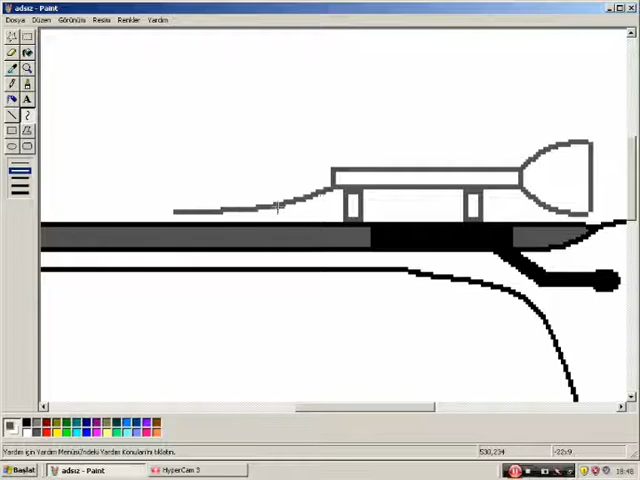 adsız - Paint
Dosya Düzen Görünüm Resim Renkler Yardım
A
Yardım için Yardım Menüsü'ndeki Yardım Konuları'nı tıklatın.
530,234
-22x9
Başlat
adsız - Paint
HyperCam 3
18:48